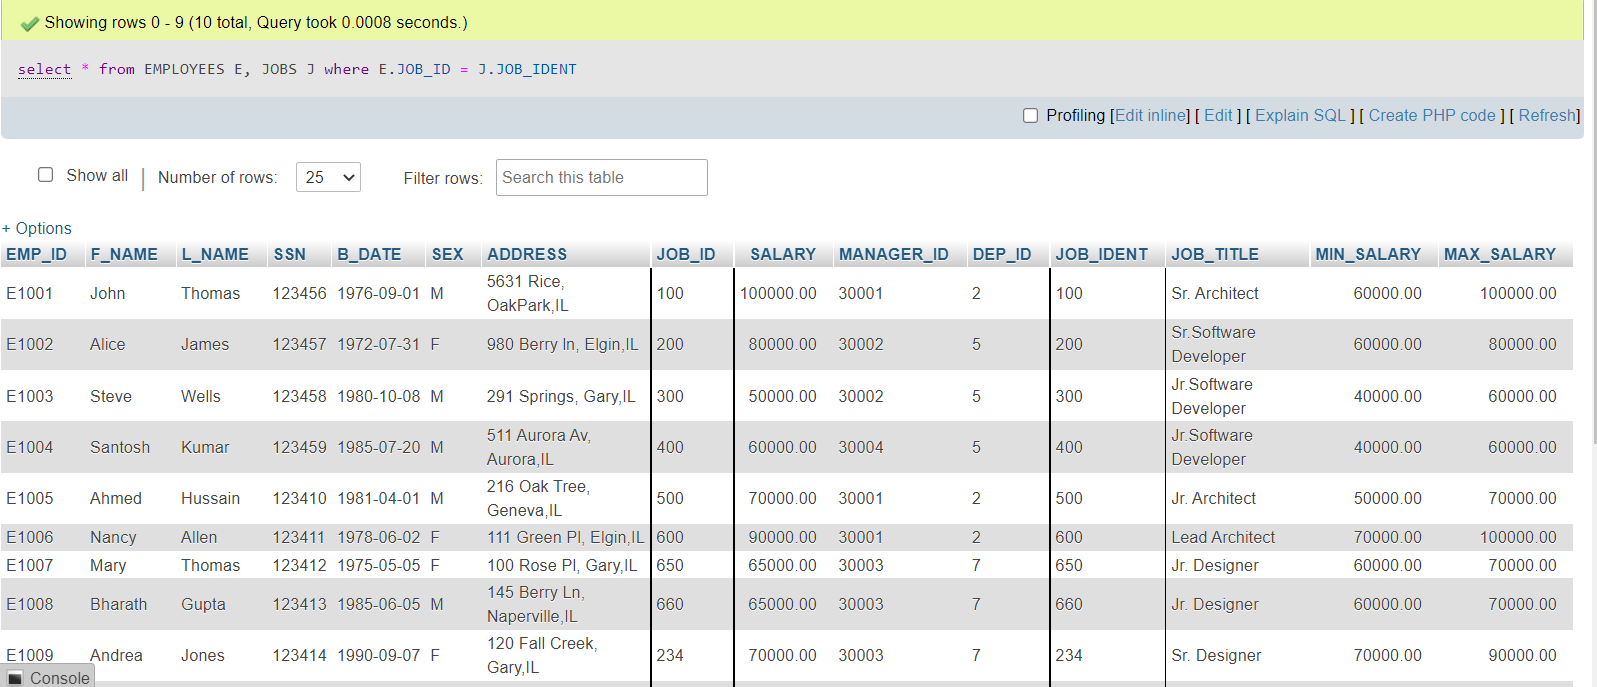 Showing rows 0 - 9 (10 total, Query took 0.0008 seconds.)
select * from EMPLOYEES E, JOBS J where E.JOB_ID = J.JOB_IDENT
Profiling [Edit inline] [ Edit ] [ Explain SQL ] [ Create PHP code ] [ Refresh]
Show all | Number of rows: 25 Filter rows: Search this table
+ Options
EMP_ID F_NAME L_NAME SSN B_DATE SEX ADDRESS JOB_ID SALARY MANAGER_ID DEP_ID JOB_IDENT JOB_TITLE MIN_SALARY MAX_SALARY
E1001 John Thomas 123456 1976-09-01 M 5631 Rice, OakPark,IL 100 100000.00 30001 2 100 Sr. Architect 60000.00 100000.00
E1002 Alice James 123457 1972-07-31 F 980 Berry ln, Elgin,IL 200 80000.00 30002 5 200 Sr.Software Developer 60000.00 80000.00
E1003 Steve Wells 123458 1980-10-08 M 291 Springs, Gary,IL 300 50000.00 30002 5 300 Jr.Software Developer 40000.00 60000.00
E1004 Santosh Kumar 123459 1985-07-20 M 511 Aurora Av, Aurora,IL 400 60000.00 30004 5 400 Jr.Software Developer 40000.00 60000.00
E1005 Ahmed Hussain 123410 1981-04-01 M 216 Oak Tree, Geneva,IL 500 70000.00 30001 2 500 Jr. Architect 50000.00 70000.00
E1006 Nancy Allen 123411 1978-06-02 F 111 Green Pl, Elgin,IL 600 90000.00 30001 2 600 Lead Architect 70000.00 100000.00
E1007 Mary Thomas 123412 1975-05-05 F 100 Rose Pl, Gary,IL 650 65000.00 30003 7 650 Jr. Designer 60000.00 70000.00
E1008 Bharath Gupta 123413 1985-06-05 M 145 Berry Ln, Naperville,IL 660 65000.00 30003 7 660 Jr. Designer 60000.00 70000.00
E1009 Andrea Jones 123414 1990-09-07 F 120 Fall Creek, Gary,IL 234 70000.00 30003 7 234 Sr. Designer 70000.00 90000.00
Console